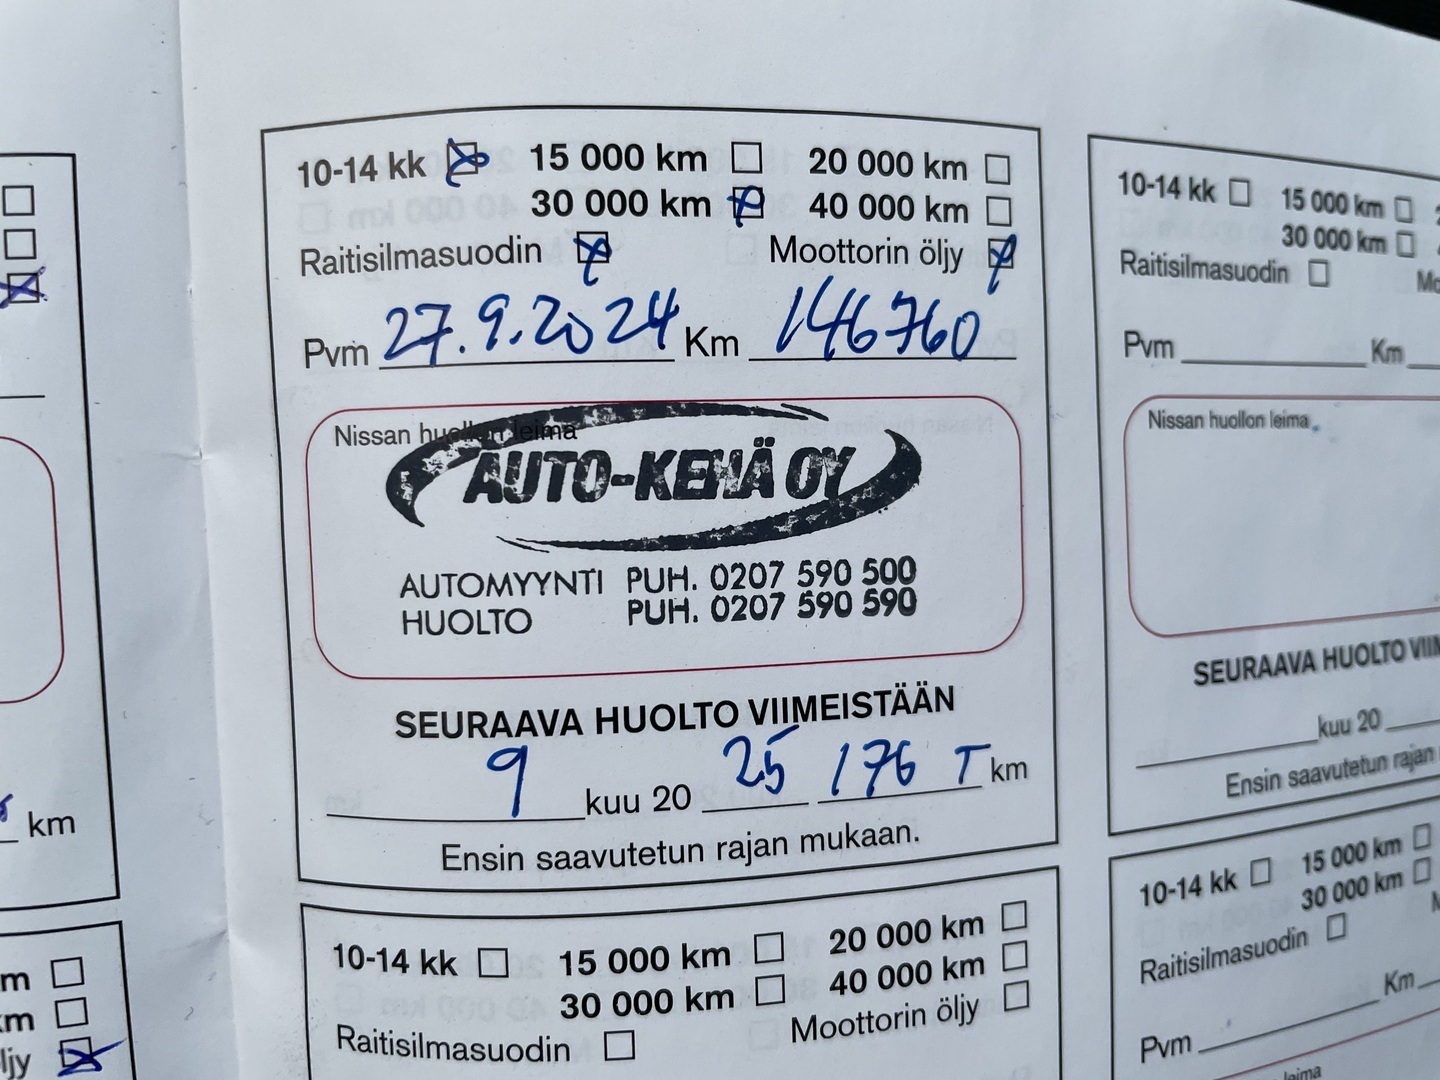 10-14 kk 15 000 km 20 000 km
30 000 km 40 000 km
Raitisilmasuodin Moottorin öljy
Pvm 27.9.2024 Km 146760
Nissan huollon leima
AUTO-KEHÄ OY
AUTOMYYNTI PUH. 0207 590 500
HUOLTO PUH. 0207 590 590
SEURAAVA HUOLTO VIIMEISTÄÄN
9 kuu 20 25 176 T km
Ensin saavutetun rajan mukaan.
10-14 kk 15 000 km 20 000 km
30 000 km 40 000 km
Raitisilmasuodin Moottorin öljy
10-14 kk 15 000 km
30 000 km
Raitisilmasuodin
Pvm Km
Nissan huollon leima
SEURAAVA HUOLTO
kuu 20
Ensin saavutetun rajan
10-14 kk 15 000 km
30 000 km
Raitisilmasuodin
Pvm Km
leima
km